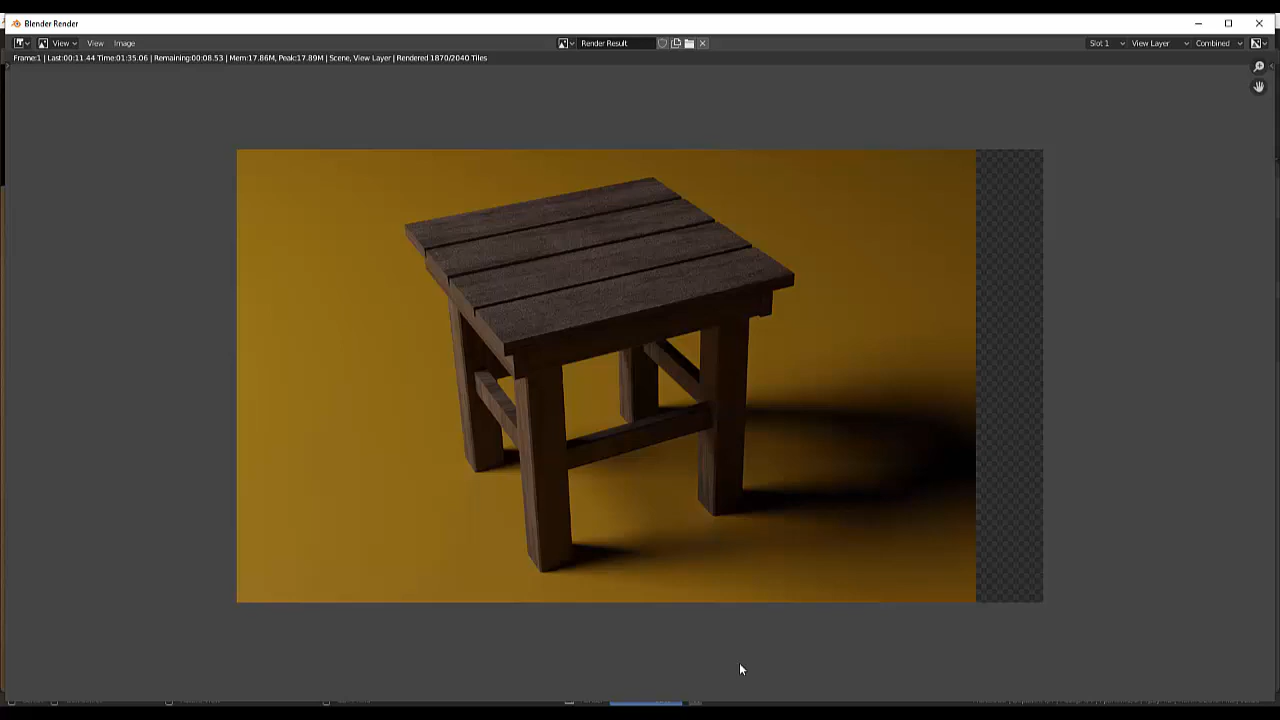 Blender Render
View View Image Render Result Slot 1 View Layer Combined
Frame:1 | Last:00:11.44 Time:01:35.06 | Remaining:00:08.53 | Mem:17.86M, Peak:17.89M | Scene, View Layer | Rendered 1870/2040 Tiles